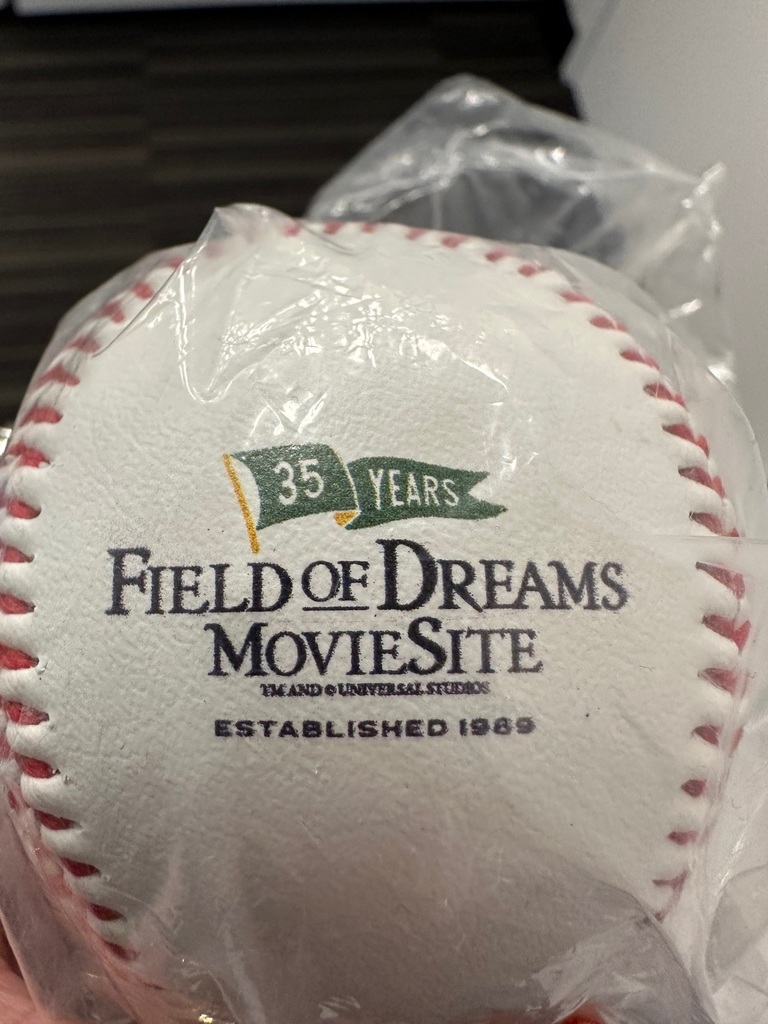 35 YEARS
FIELD OF DREAMS
MOVIESITE
TM AND © UNIVERSAL STUDIOS
ESTABLISHED 1989